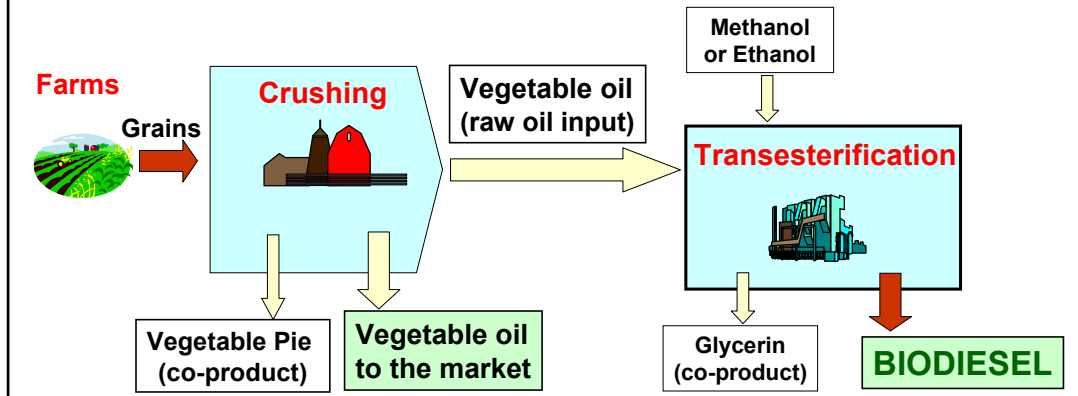 Farms
Grains
Crushing
Vegetable oil
(raw oil input)
Methanol
or Ethanol
Transesterification
Vegetable Pie
(co-product)
Vegetable oil
to the market
Glycerin
(co-product)
BIODIESEL